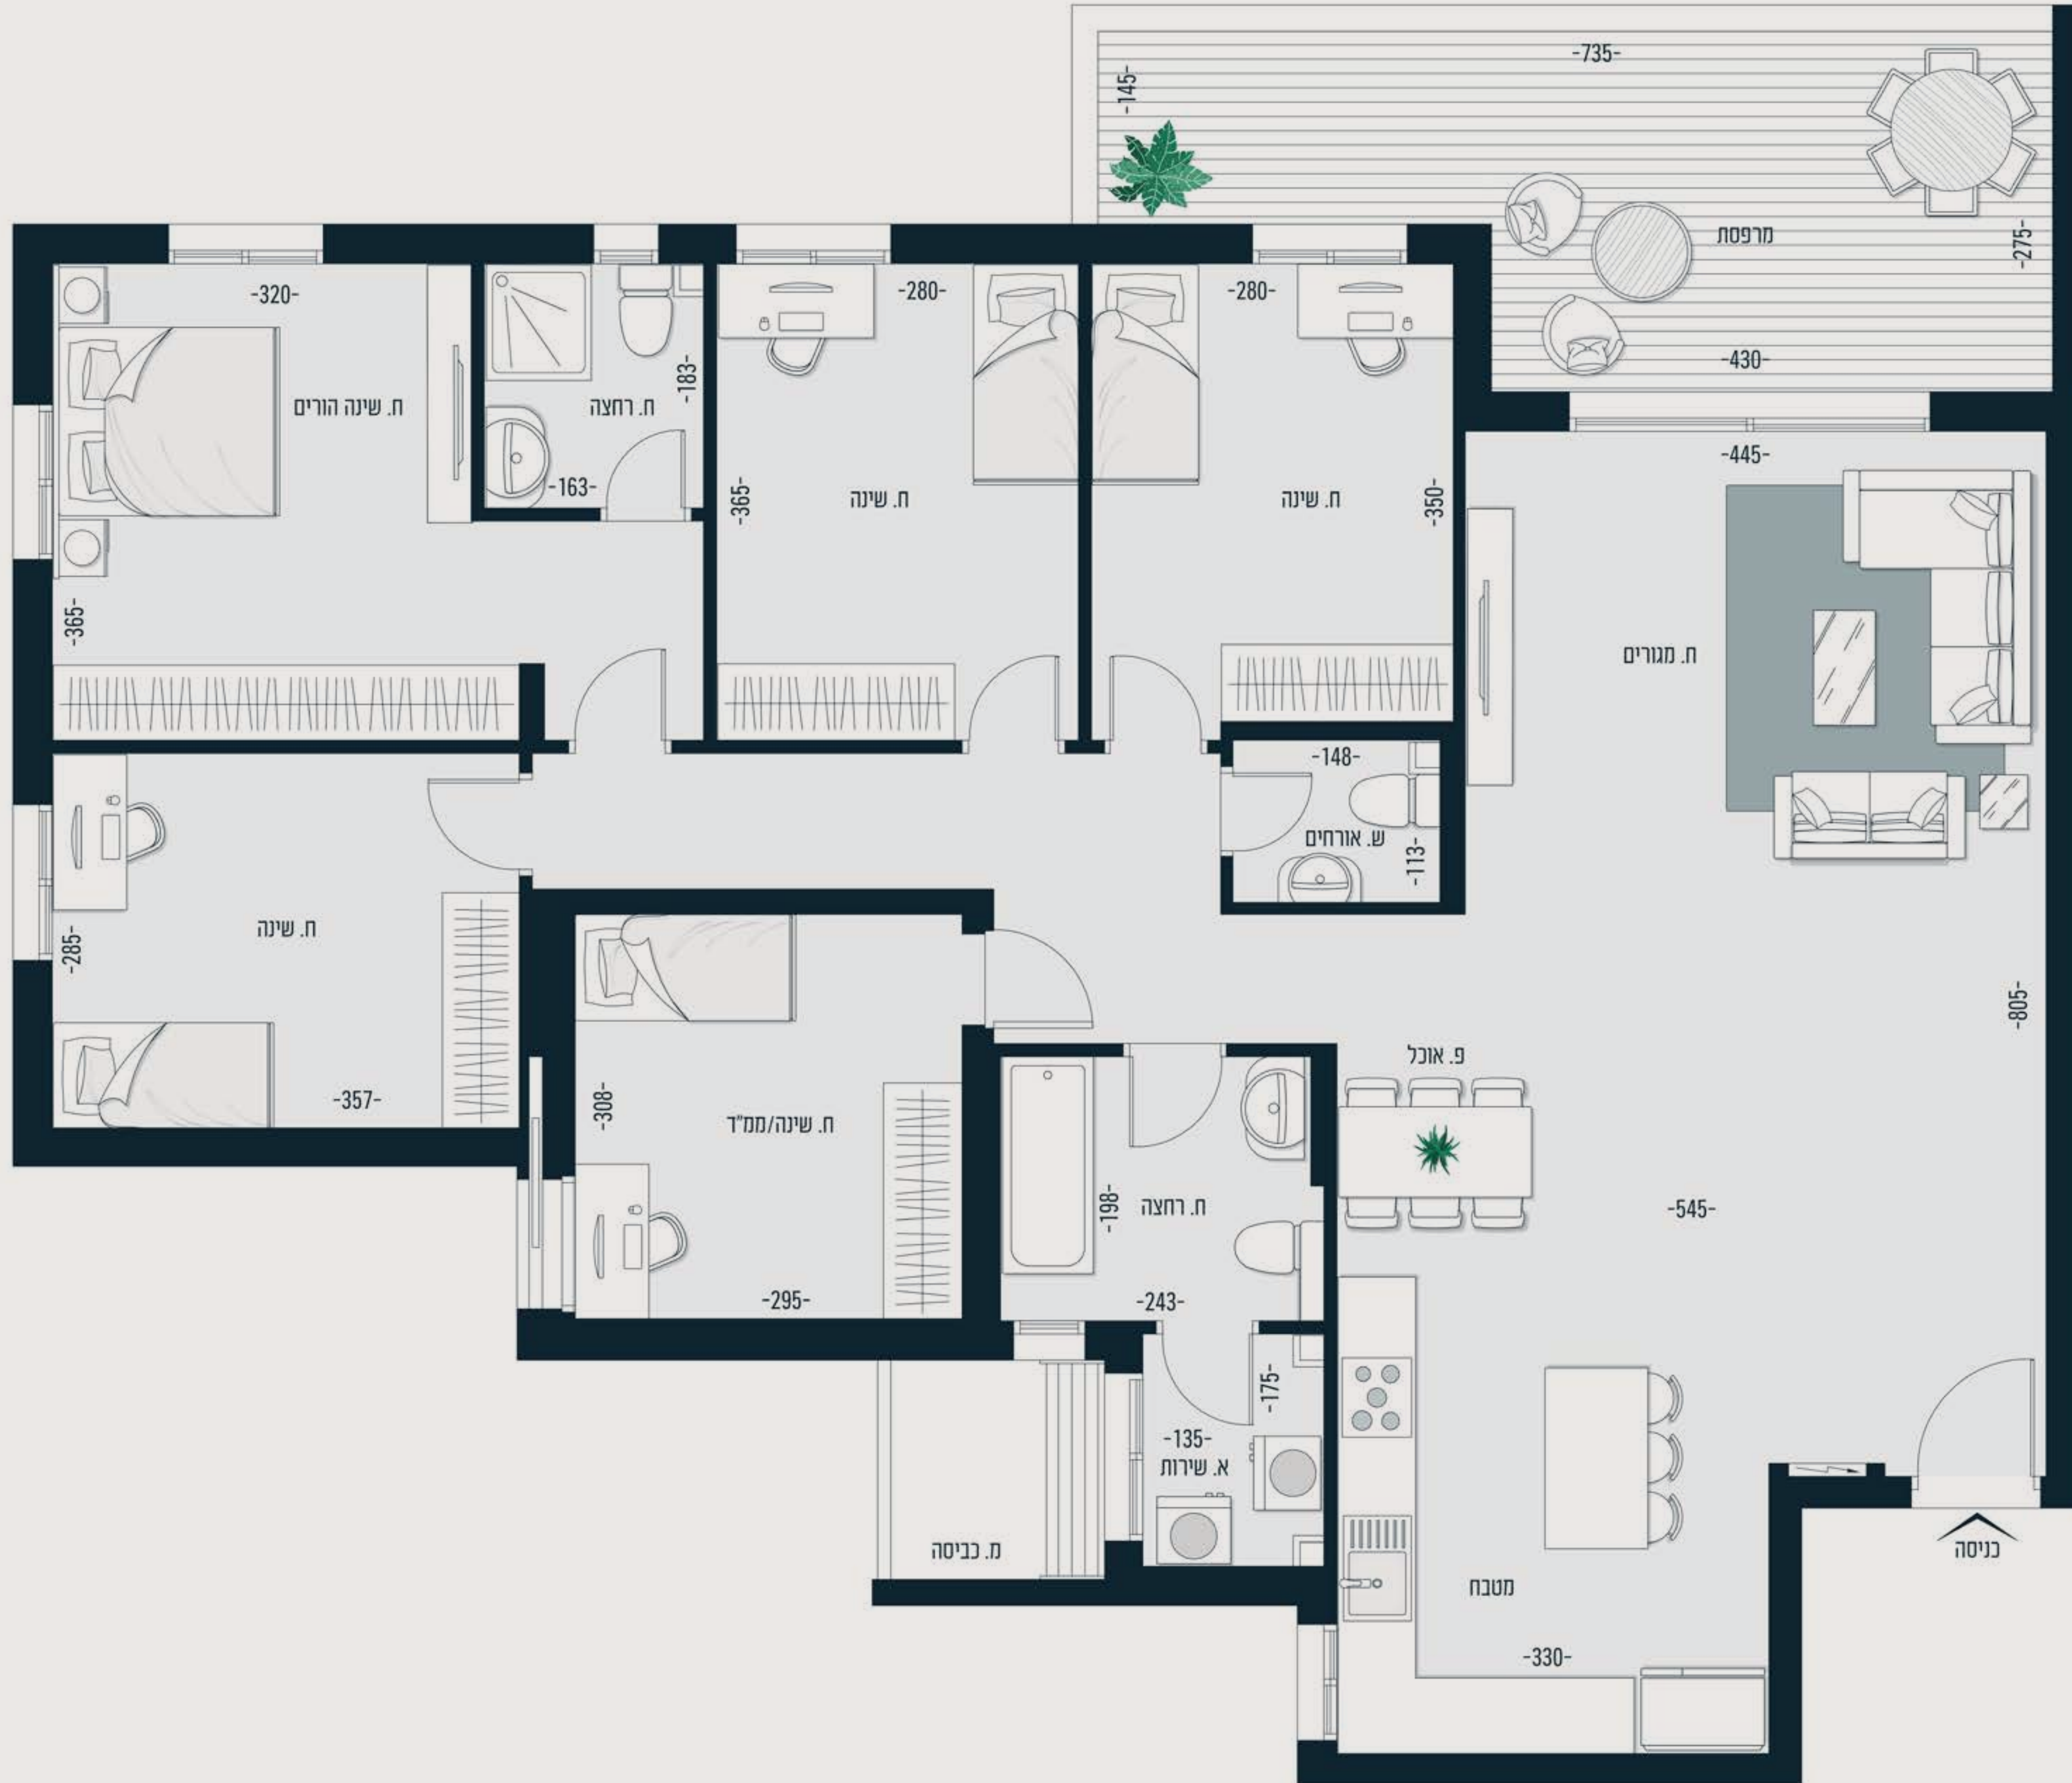 -735-
-145-
מרפסת
-275-
-430-
-320-
ח. שינה הורים
-365-
-183-
ח. רחצה
-163-
-280-
-365-
ח. שינה
-280-
ח. שינה
-350-
-445-
ח. מגורים
-148-
ש. אורחים
-113-
-285-
ח. שינה
-357-
-805-
פ. אוכל
-308-
ח. שינה/ממ"ד
-295-
-198-
ח. רחצה
-243-
-545-
-175-
-135-
א. שירות
מ. כביסה
מטבח
-330-
כניסה